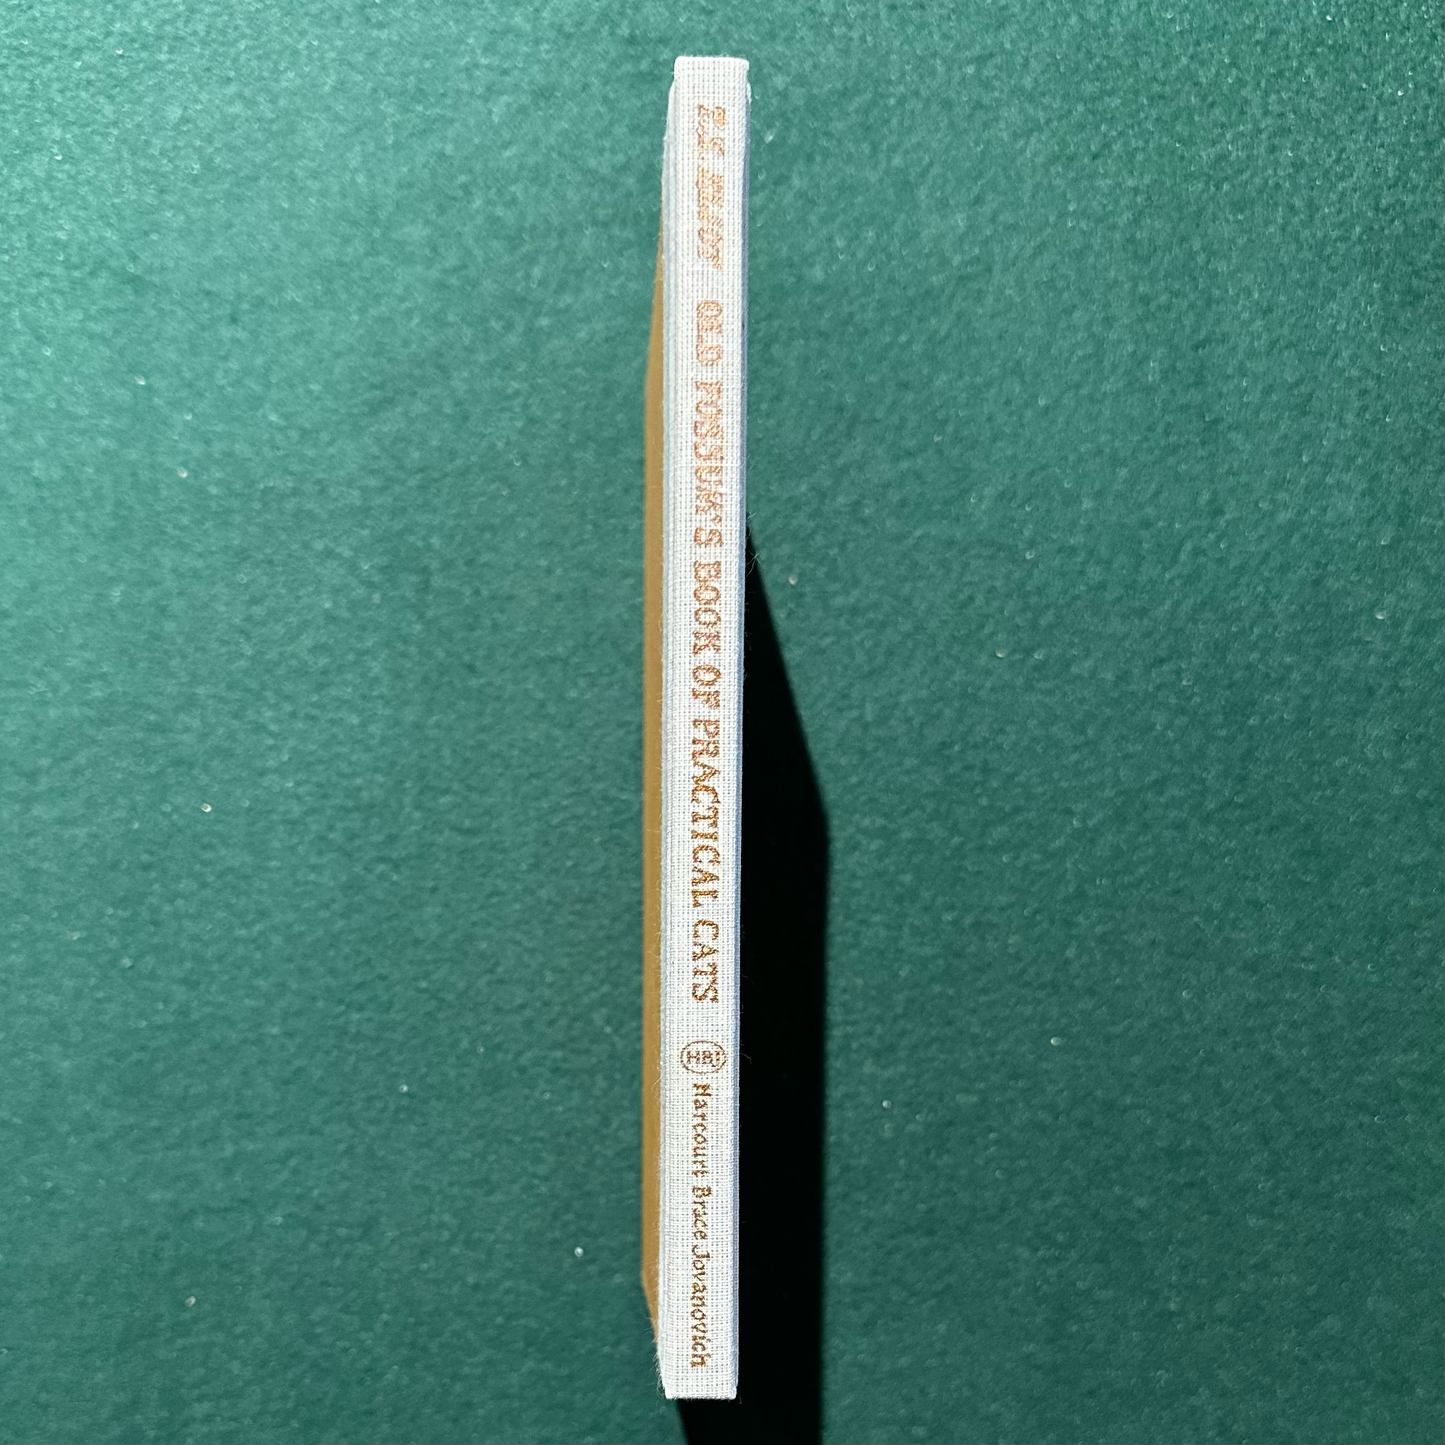 T.S. ELIOT OLD POSSUM'S BOOK OF PRACTICAL CATS HBJ Harcourt Brace Jovanovich